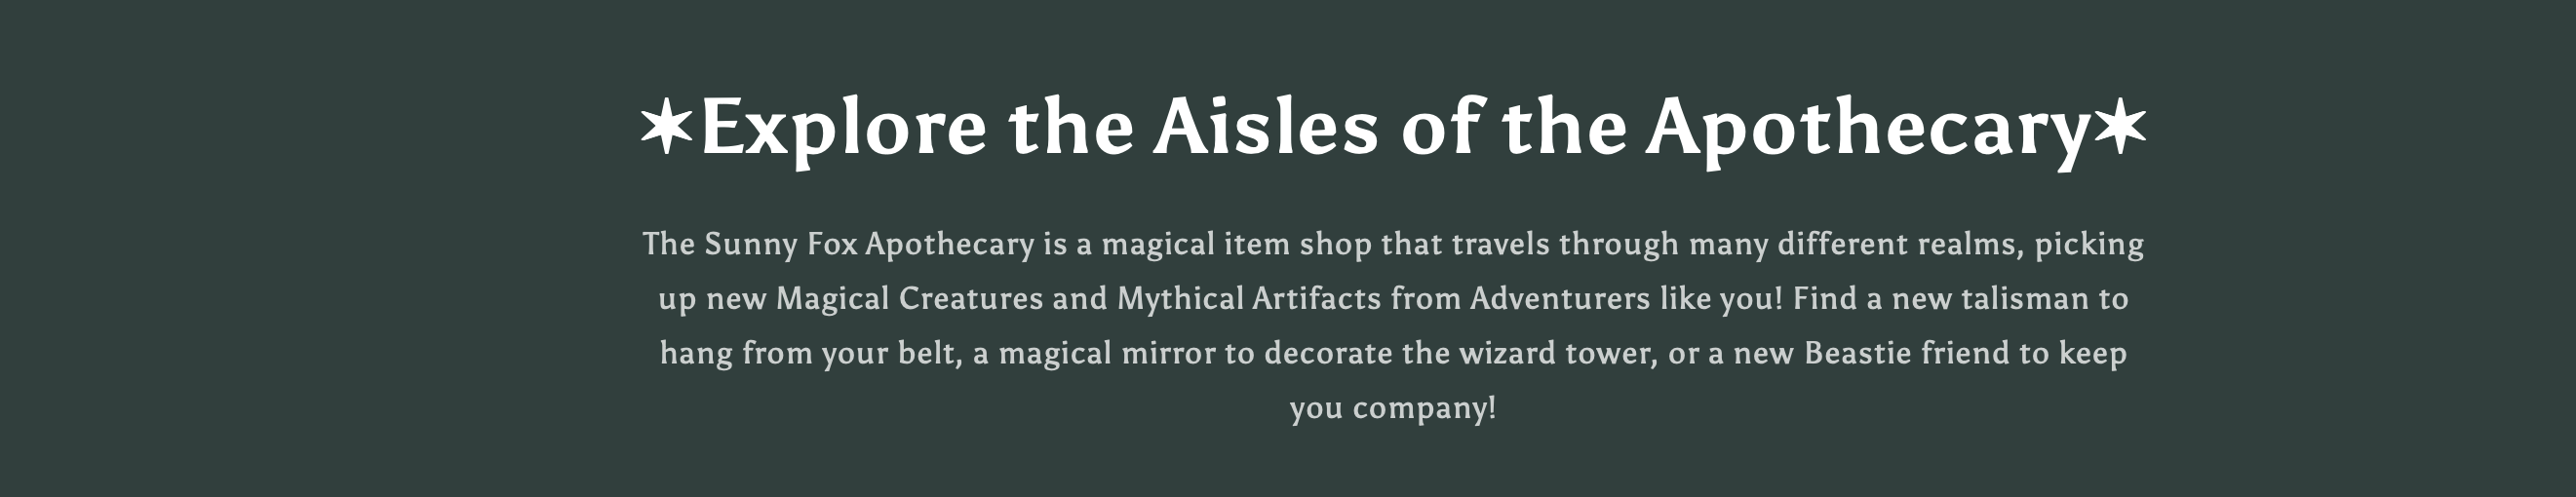 ✶Explore the Aisles of the Apothecary✶
The Sunny Fox Apothecary is a magical item shop that travels through many different realms, picking
up new Magical Creatures and Mythical Artifacts from Adventurers like you! Find a new talisman to
hang from your belt, a magical mirror to decorate the wizard tower, or a new Beastie friend to keep
you company!